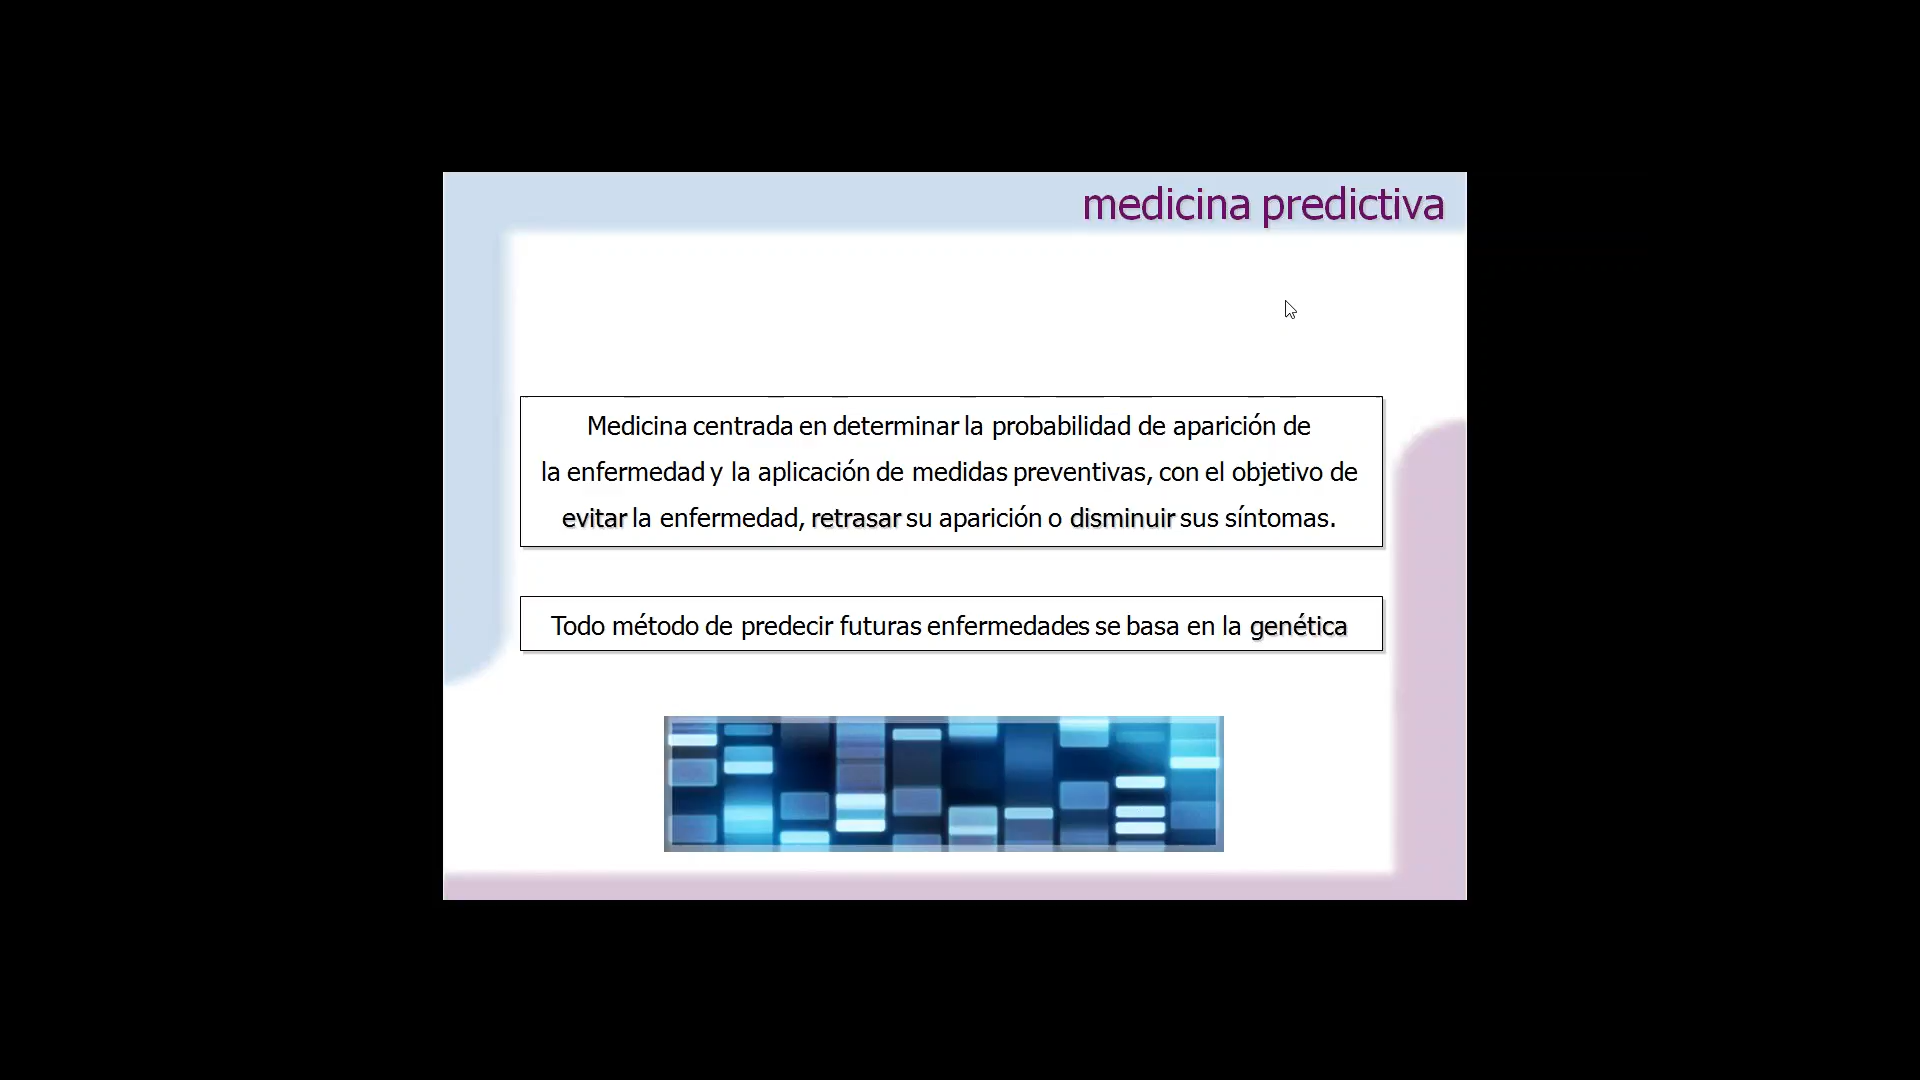 medicina predictiva
Medicina centrada en determinar la probabilidad de aparición de
la enfermedad y la aplicación de medidas preventivas, con el objetivo de
evitar la enfermedad, retrasar su aparición o disminuir sus síntomas.
Todo método de predecir futuras enfermedades se basa en la genética